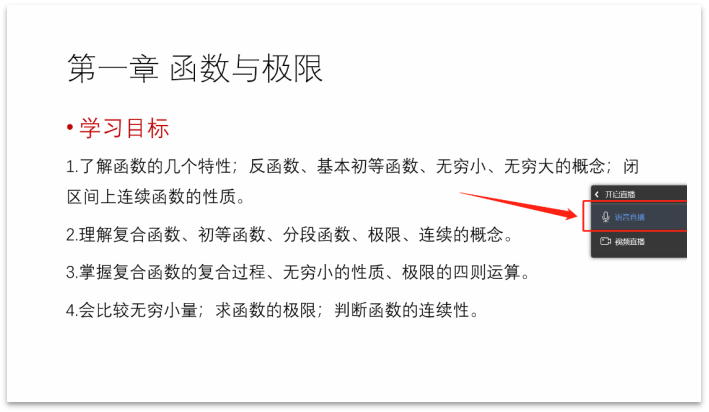 第一章 函数与极限
• 学习目标
1.了解函数的几个特性；反函数、基本初等函数、无穷小、无穷大的概念；闭
区间上连续函数的性质。
2.理解复合函数、初等函数、分段函数、极限、连续的概念。
3.掌握复合函数的复合过程、无穷小的性质、极限的四则运算。
4.会比较无穷小量；求函数的极限；判断函数的连续性。
开启直播
语音直播
视频直播